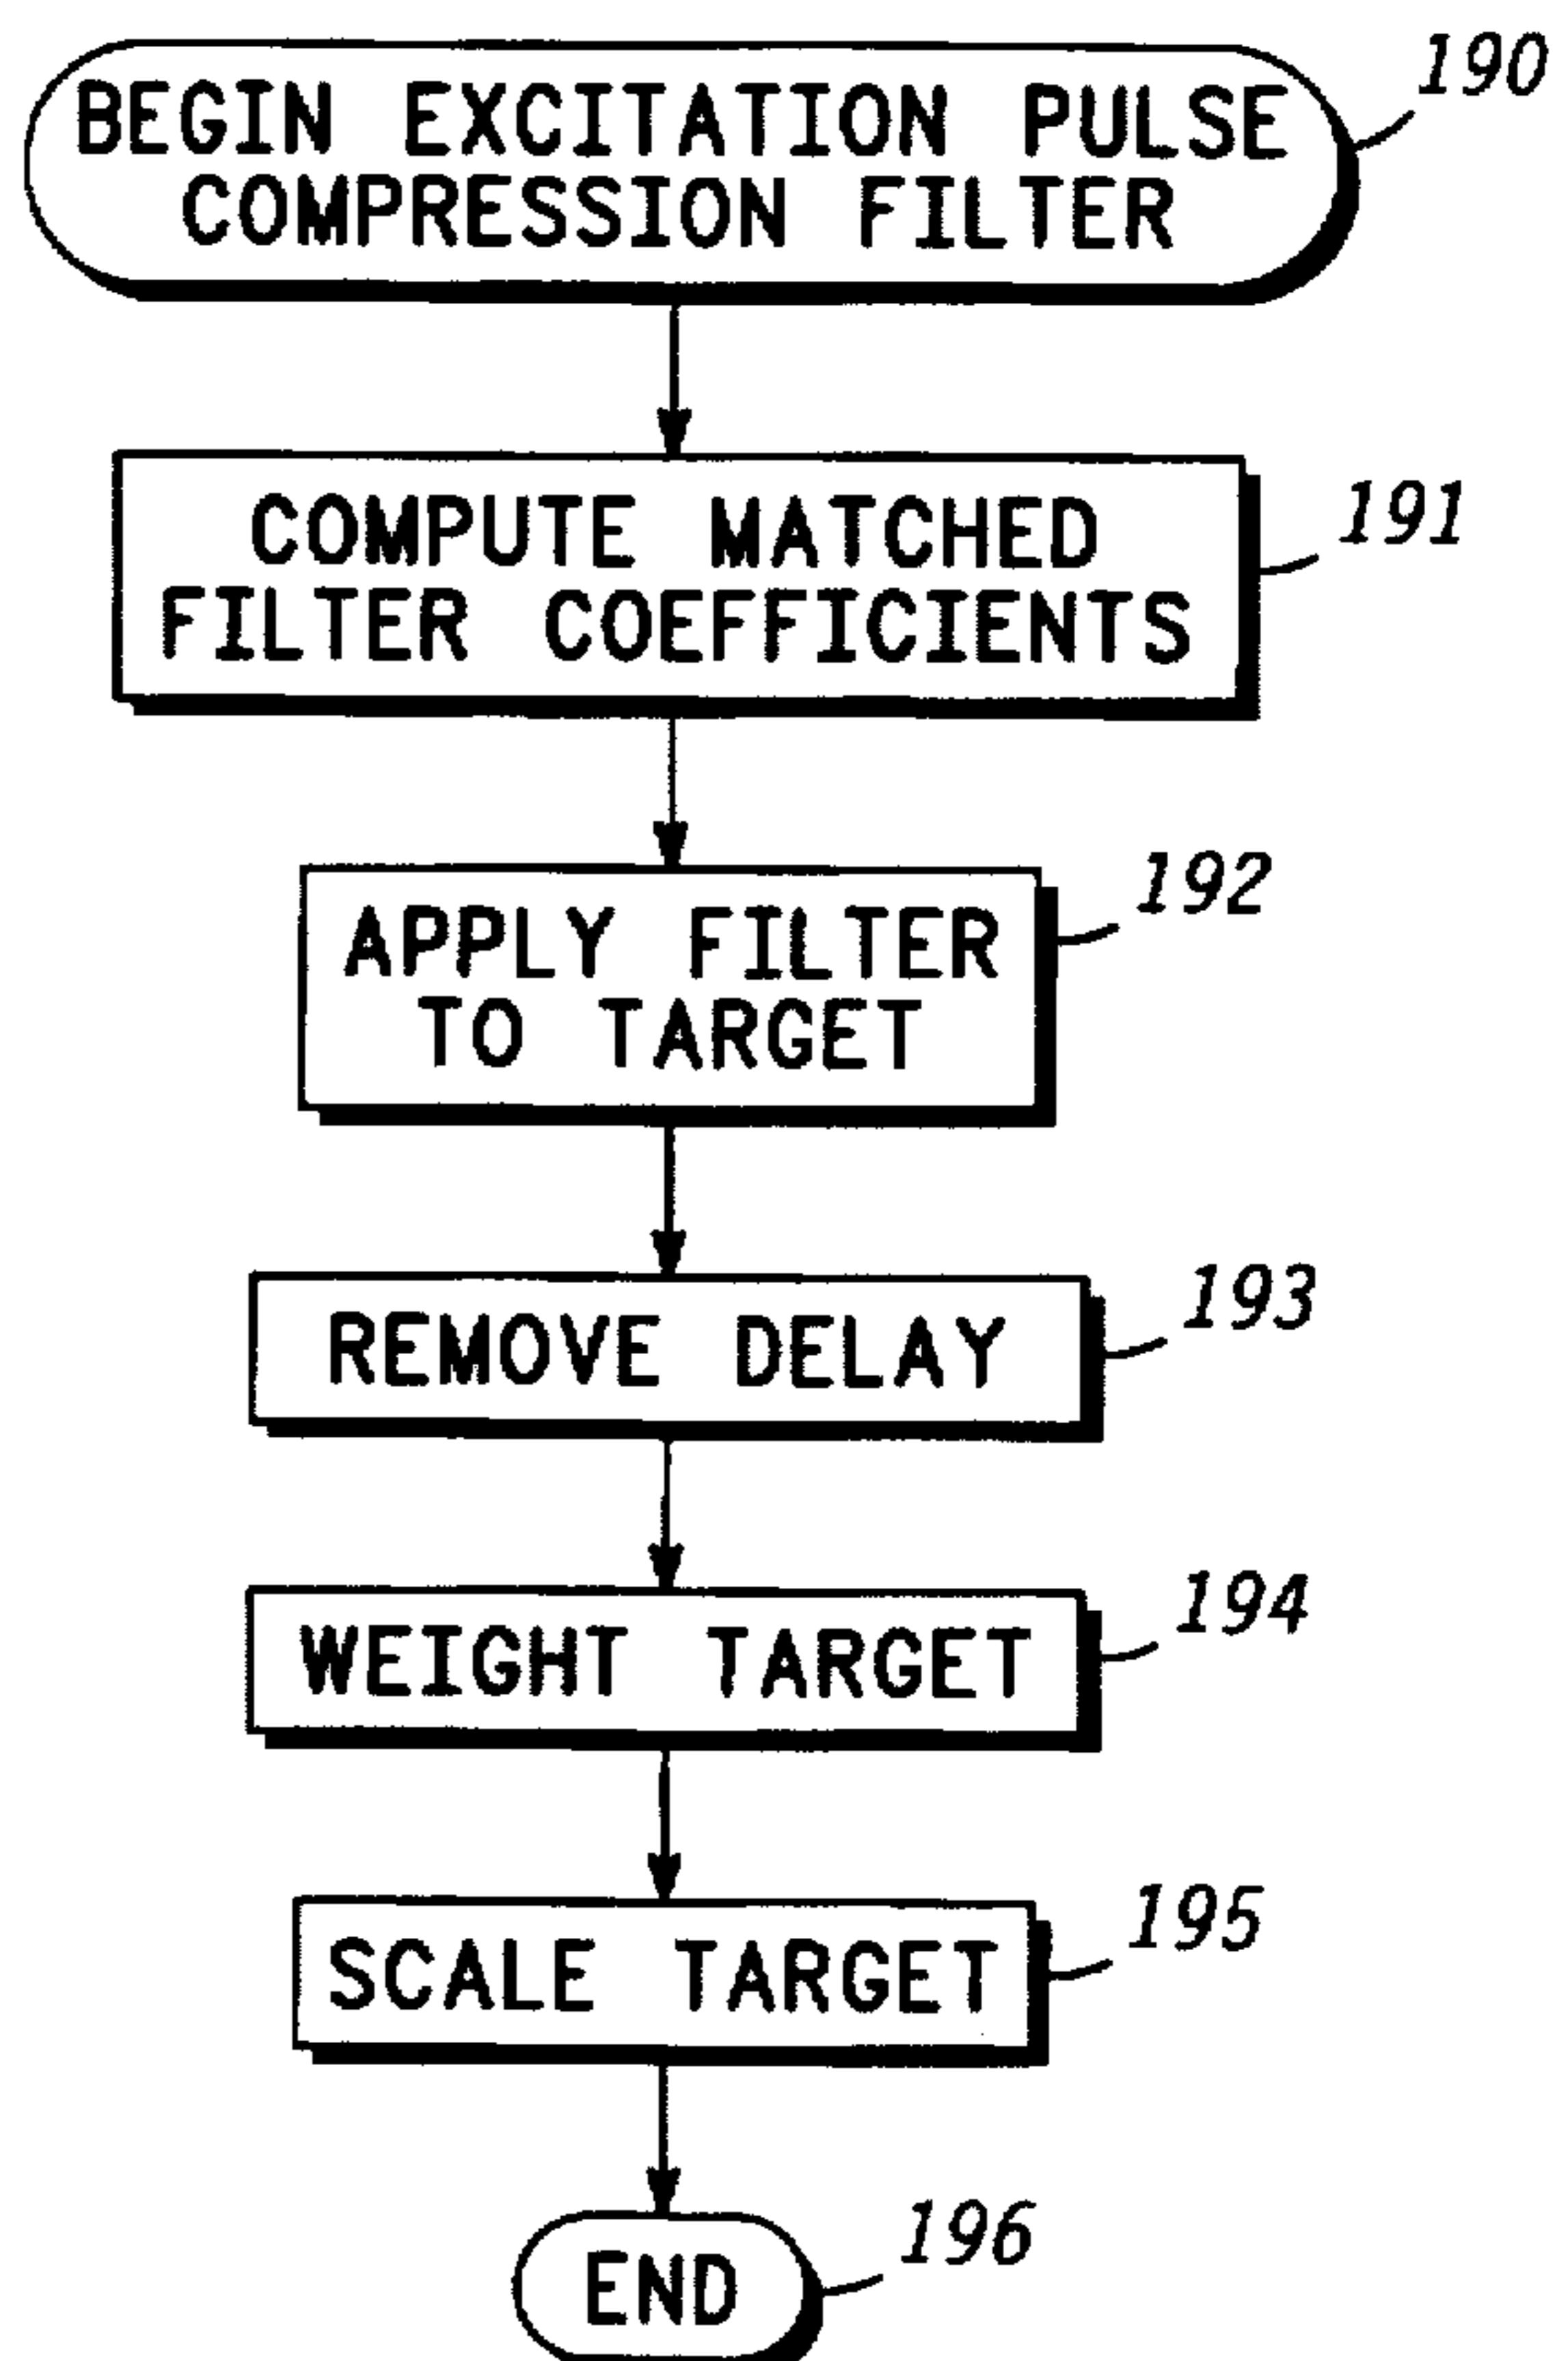 190
BEGIN EXCITATION PULSE
COMPRESSION FILTER
191
COMPUTE MATCHED
FILTER COEFFICIENTS
192
APPLY FILTER
TO TARGET
193
REMOVE DELAY
194
WEIGHT TARGET
195
SCALE TARGET
196
END